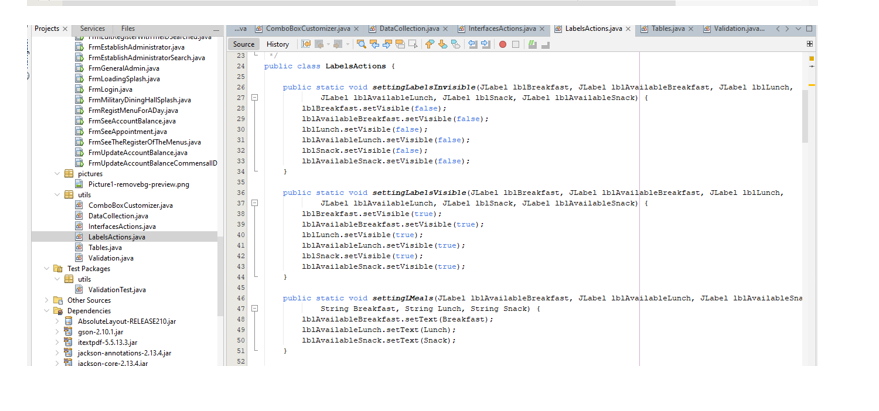 Projects × Services Files
...va ComboBoxCustomizer.java × DataCollection.java × InterfacesActions.java × LabelsActions.java × Tables.java × Validation.java...
Source History
FrmEstablishAdministrator.java
FrmEstablishAdministratorSearch.java
FrmGeneralAdmin.java
FrmLoadingSplash.java
FrmLogin.java
FrmMilitaryDiningHallSplash.java
FrmRegistMenuForADay.java
FrmSeeAccountBalance.java
FrmSeeAppointment.java
FrmSeeTheRegisterOfTheMenus.java
FrmUpdateAccountBalance.java
FrmUpdateAccountBalanceCommensalID
pictures
Picture1-removebg-preview.png
utils
ComboBoxCustomizer.java
DataCollection.java
InterfacesActions.java
LabelsActions.java
Tables.java
Validation.java
Test Packages
utils
ValidationTest.java
Other Sources
Dependencies
AbsoluteLayout-RELEASE210.jar
gson-2.10.1.jar
itextpdf-5.5.13.3.jar
jackson-annotations-2.13.4.jar
jackson-core-2.13.4.jar
23 */
24 public class LabelsActions {
25
26 public static void settingLabelsInvisible(JLabel lblBreakfast, JLabel lblAvailableBreakfast, JLabel lblLunch,
27 JLabel lblAvailableLunch, JLabel lblSnack, JLabel lblAvailableSnack) {
28 lblBreakfast.setVisible(false);
29 lblAvailableBreakfast.setVisible(false);
30 lblLunch.setVisible(false);
31 lblAvailableLunch.setVisible(false);
32 lblSnack.setVisible(false);
33 lblAvailableSnack.setVisible(false);
34 }
35
36 public static void settingLabelsVisible(JLabel lblBreakfast, JLabel lblAvailableBreakfast, JLabel lblLunch,
37 JLabel lblAvailableLunch, JLabel lblSnack, JLabel lblAvailableSnack) {
38 lblBreakfast.setVisible(true);
39 lblAvailableBreakfast.setVisible(true);
40 lblLunch.setVisible(true);
41 lblAvailableLunch.setVisible(true);
42 lblSnack.setVisible(true);
43 lblAvailableSnack.setVisible(true);
44 }
45
46 public static void settingLMeals(JLabel lblAvailableBreakfast, JLabel lblAvailableLunch, JLabel lblAvailableSna
47 String Breakfast, String Lunch, String Snack) {
48 lblAvailableBreakfast.setText(Breakfast);
49 lblAvailableLunch.setText(Lunch);
50 lblAvailableSnack.setText(Snack);
51 }
52